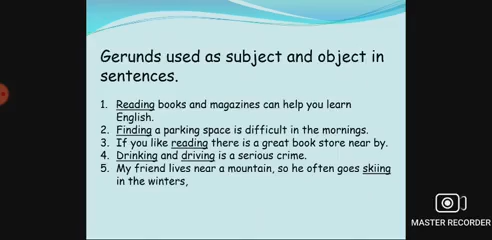 Gerunds used as subject and object in
sentences.
1. Reading books and magazines can help you learn
English.
2. Finding a parking space is difficult in the mornings.
3. If you like reading there is a great book store near by.
4. Drinking and driving is a serious crime.
5. My friend lives near a mountain, so he often goes skiing
in the winters,
MASTER RECORDER